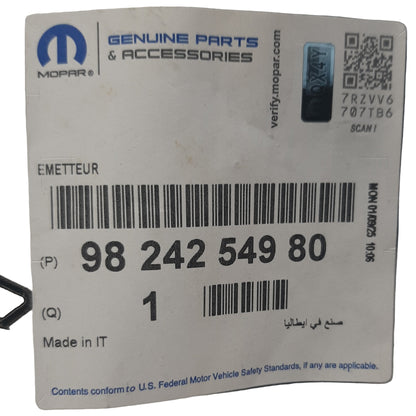 MOPAR®
GENUINE PARTS
& ACCESSORIES
verify.mopar.com
7RZVV6
707TB6
SCAN !
EMETTEUR
MON 01/09/25 10:06
(P) 98 242 549 80
(Q) 1
صنع في ايطاليا
Made in IT
Contents conform to U.S. Federal Motor Vehicle Safety Standards, if any are applicable.